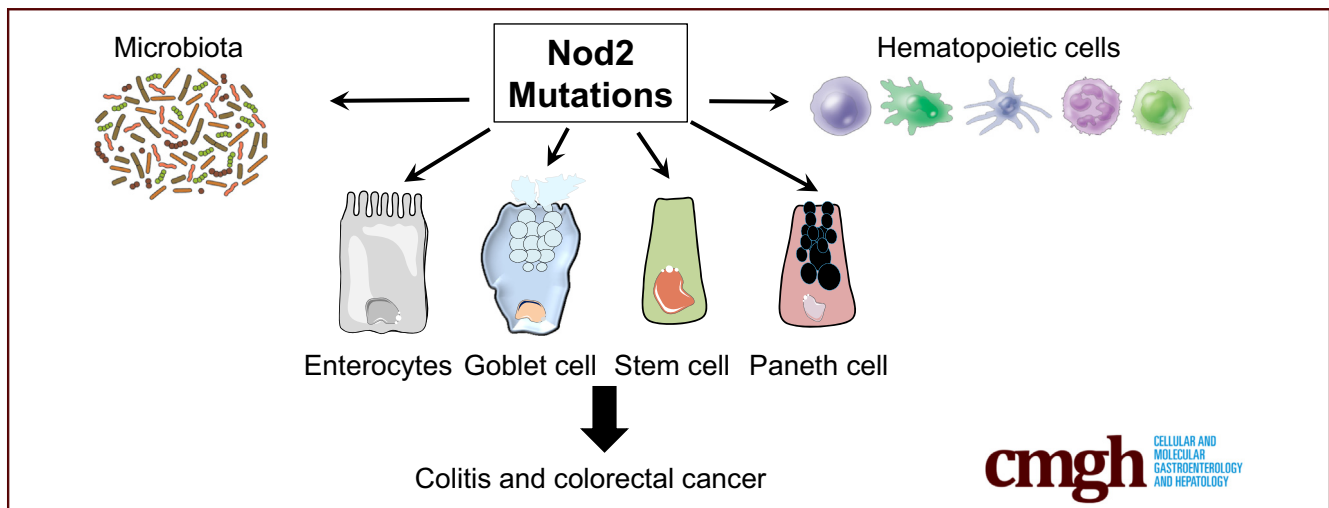 Microbiota
Nod2
Mutations
Hematopoietic cells
Enterocytes
Goblet cell
Stem cell
Paneth cell
Colitis and colorectal cancer
cmgh
CELLULAR AND
MOLECULAR
GASTROENTEROLOGY
AND HEPATOLOGY